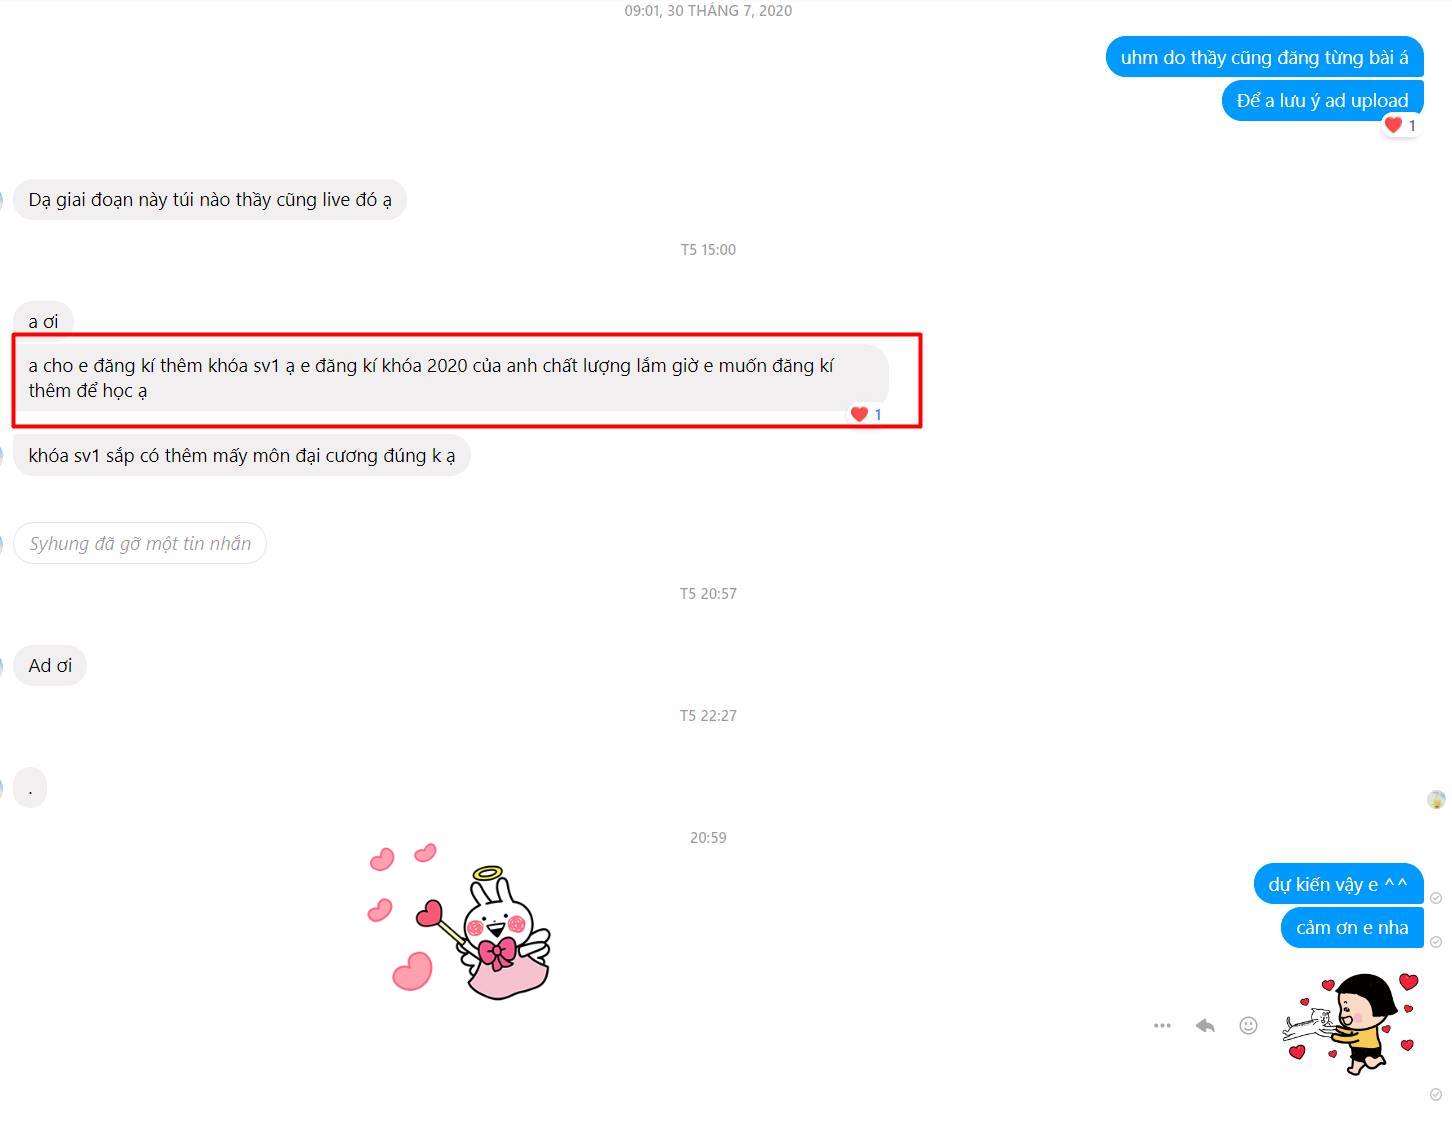 09:01, 30 THÁNG 7, 2020
uhm do thầy cũng đăng từng bài á
Để a lưu ý ad upload
1
Dạ giai đoạn này túi nào thầy cũng live đó ạ
T5 15:00
a ơi
a cho e đăng kí thêm khóa sv1 ạ e đăng kí khóa 2020 của anh chất lượng lắm giờ e muốn đăng kí
thêm để học ạ
1
khóa sv1 sắp có thêm mấy môn đại cương đúng k ạ
Syhung đã gỡ một tin nhắn
T5 20:57
Ad ơi
T5 22:27
.
20:59
dự kiến vậy e ^^
cảm ơn e nha